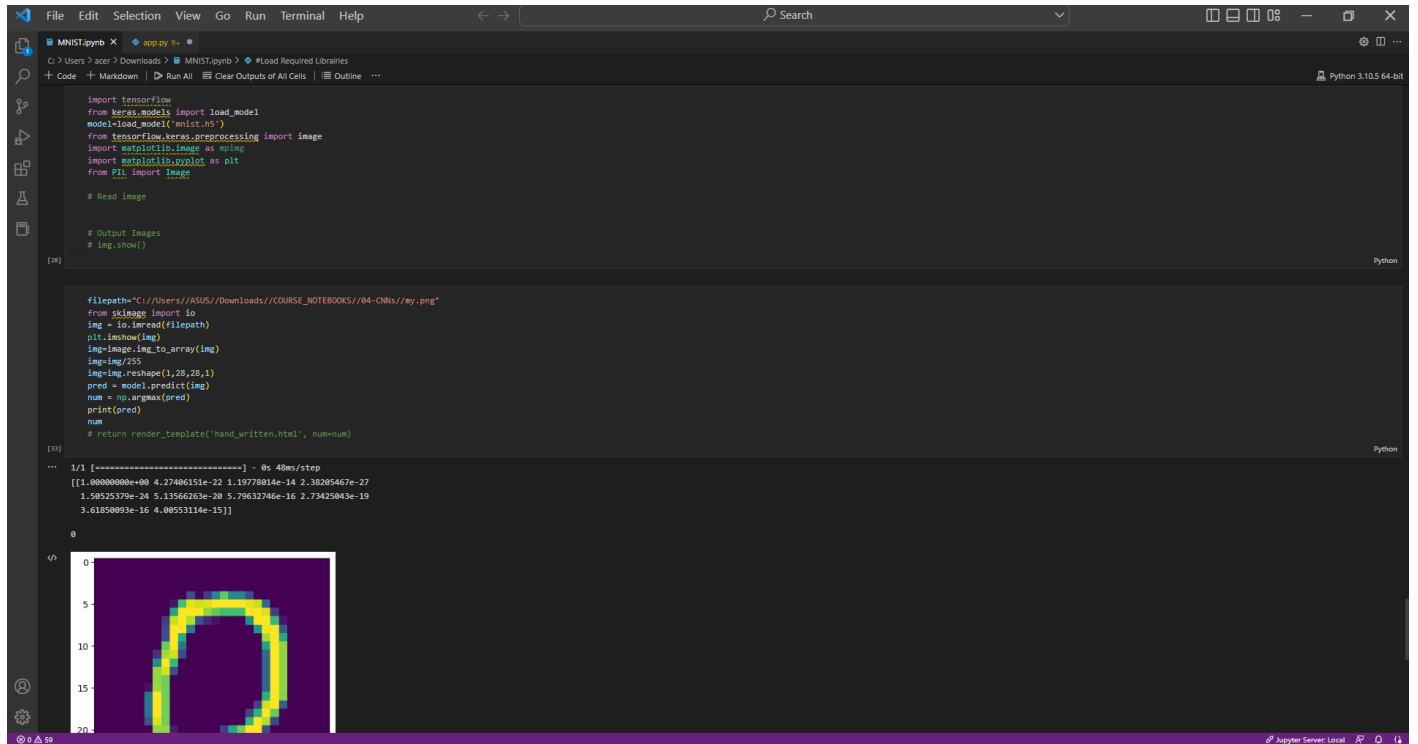 File Edit Selection View Go Run Terminal Help
Search
MNIST.ipynb
app.py 9+
C: > Users > acer > Downloads > MNIST.ipynb > #Load Required Librairies
+ Code + Markdown | Run All Clear Outputs of All Cells | Outline ...
Python 3.10.5 64-bit
import tensorflow
from keras.models import load_model
model=load_model('mnist.h5')
from tensorflow.keras.preprocessing import image
import matplotlib.image as mpimg
import matplotlib.pyplot as plt
from PIL import Image
# Read image
# Output Images
# img.show()
[28]
Python
filepath="C://Users//ASUS//Downloads//COURSE_NOTEBOOKS//04-CNNs//my.png"
from skimage import io
img = io.imread(filepath)
plt.imshow(img)
img=image.img_to_array(img)
img=img/255
img=img.reshape(1,28,28,1)
pred = model.predict(img)
num = np.argmax(pred)
print(pred)
num
# return render_template('hand_written.html', num=num)
[33]
Python
... 1/1 [==============================] - 0s 48ms/step
[[1.00000000e+00 4.27406151e-22 1.19778014e-14 2.38205467e-27
1.50525379e-24 5.13566263e-20 5.79632746e-16 2.73425043e-19
3.61850093e-16 4.00553114e-15]]
0
0
5
10
15
20
0 59
Jupyter Server: Local